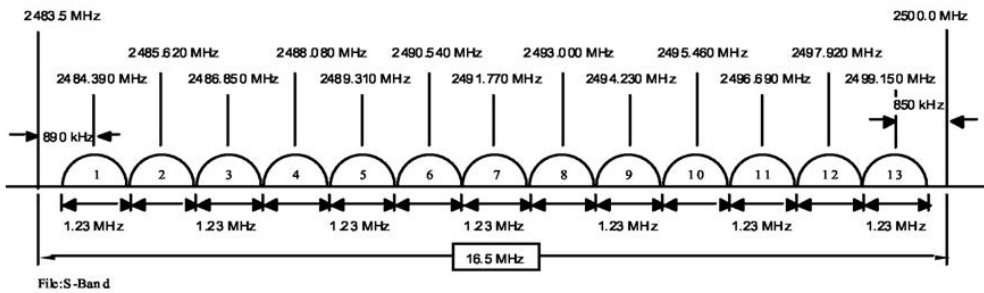 2483.5 MHz 2500.0 MHz
2485.620 MHz 2488.080 MHz 2490.540 MHz 2493.000 MHz 2495.460 MHz 2497.920 MHz
2484.390 MHz 2486.850 MHz 2489.310 MHz 2491.770 MHz 2494.230 MHz 2496.690 MHz 2499.150 MHz
890 kHz 850 kHz
1 2 3 4 5 6 7 8 9 10 11 12 13
1.23 MHz 1.23 MHz 1.23 MHz 1.23 MHz 1.23 MHz 1.23 MHz 1.23 MHz
16.5 MHz
File:S-Band